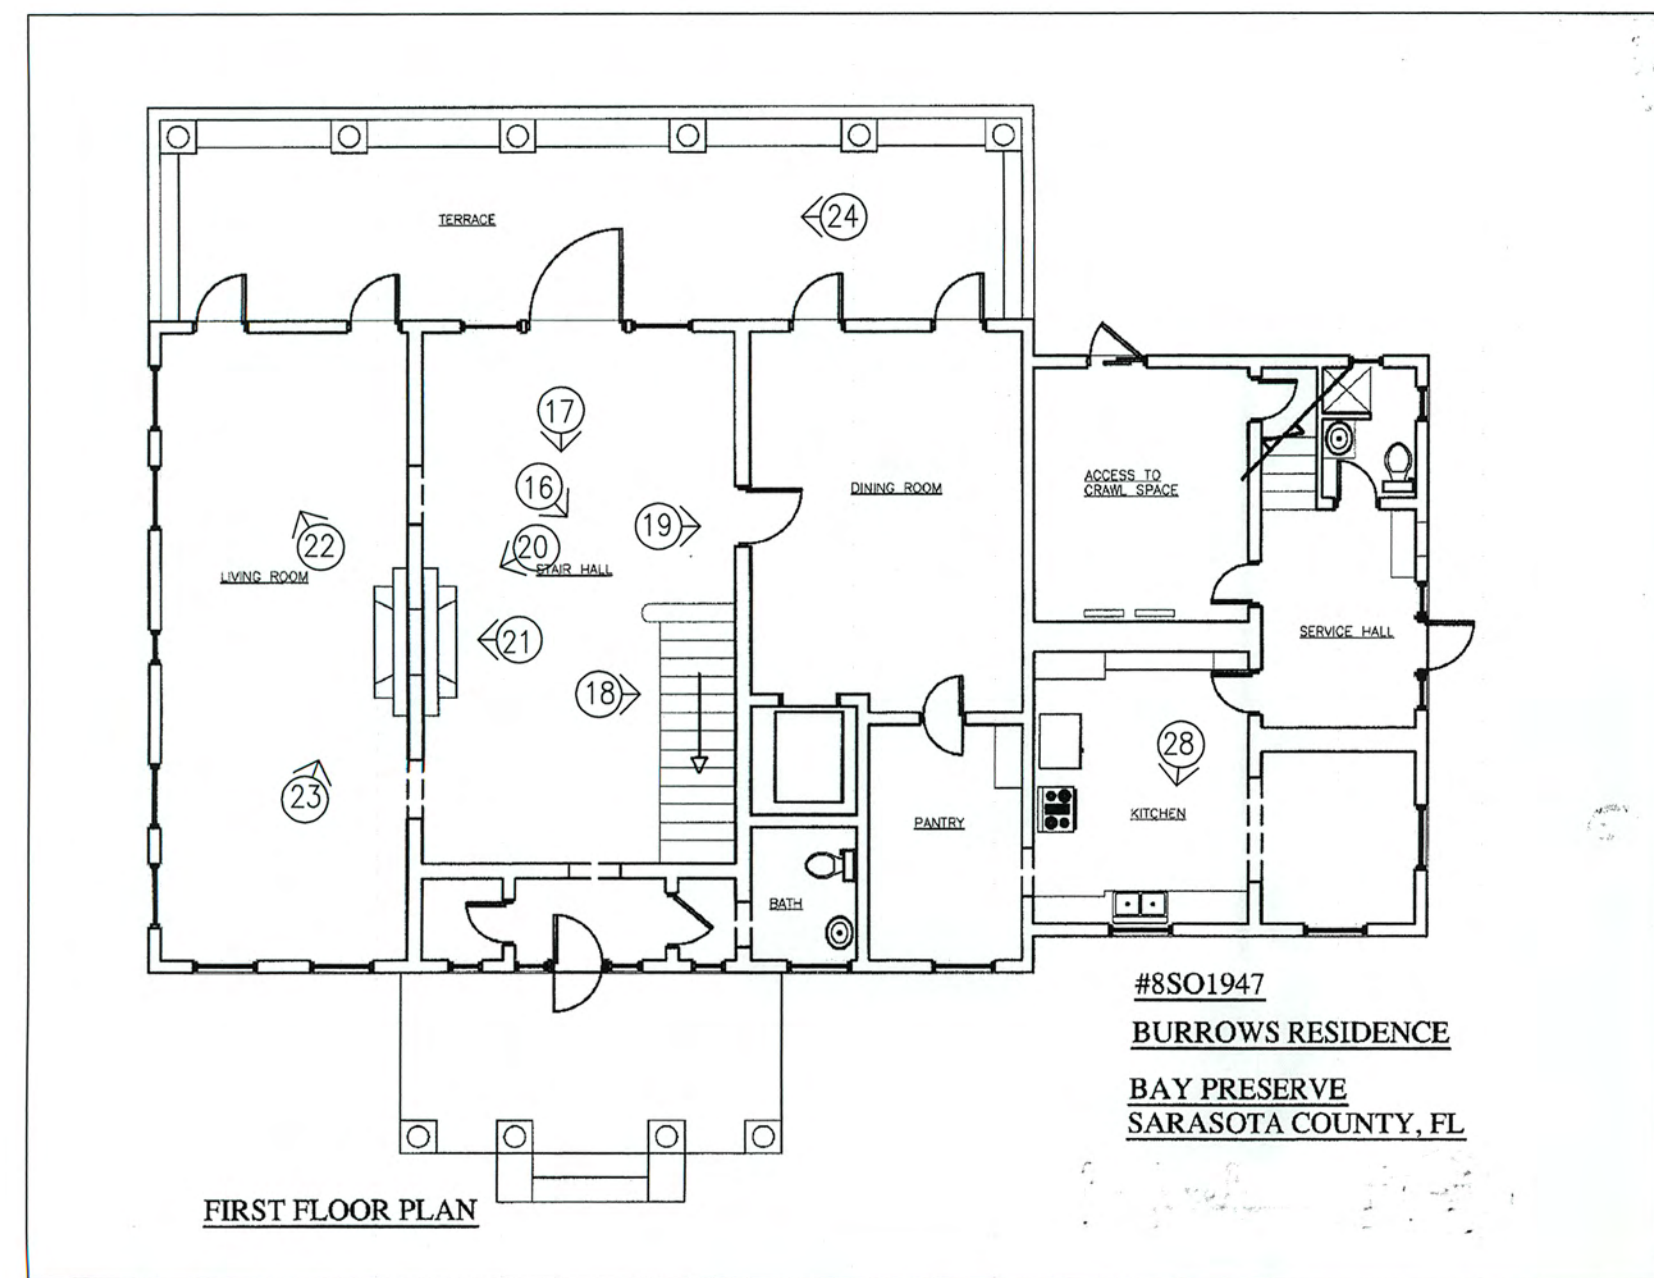 TERRACE
24
17
16
19
20
STAIR HALL
22
LIVING ROOM
21
18
23
DINING ROOM
ACCESS TO
CRAWL SPACE
SERVICE HALL
28
KITCHEN
PANTRY
BATH
#8SO1947
BURROWS RESIDENCE
BAY PRESERVE
SARASOTA COUNTY, FL
FIRST FLOOR PLAN